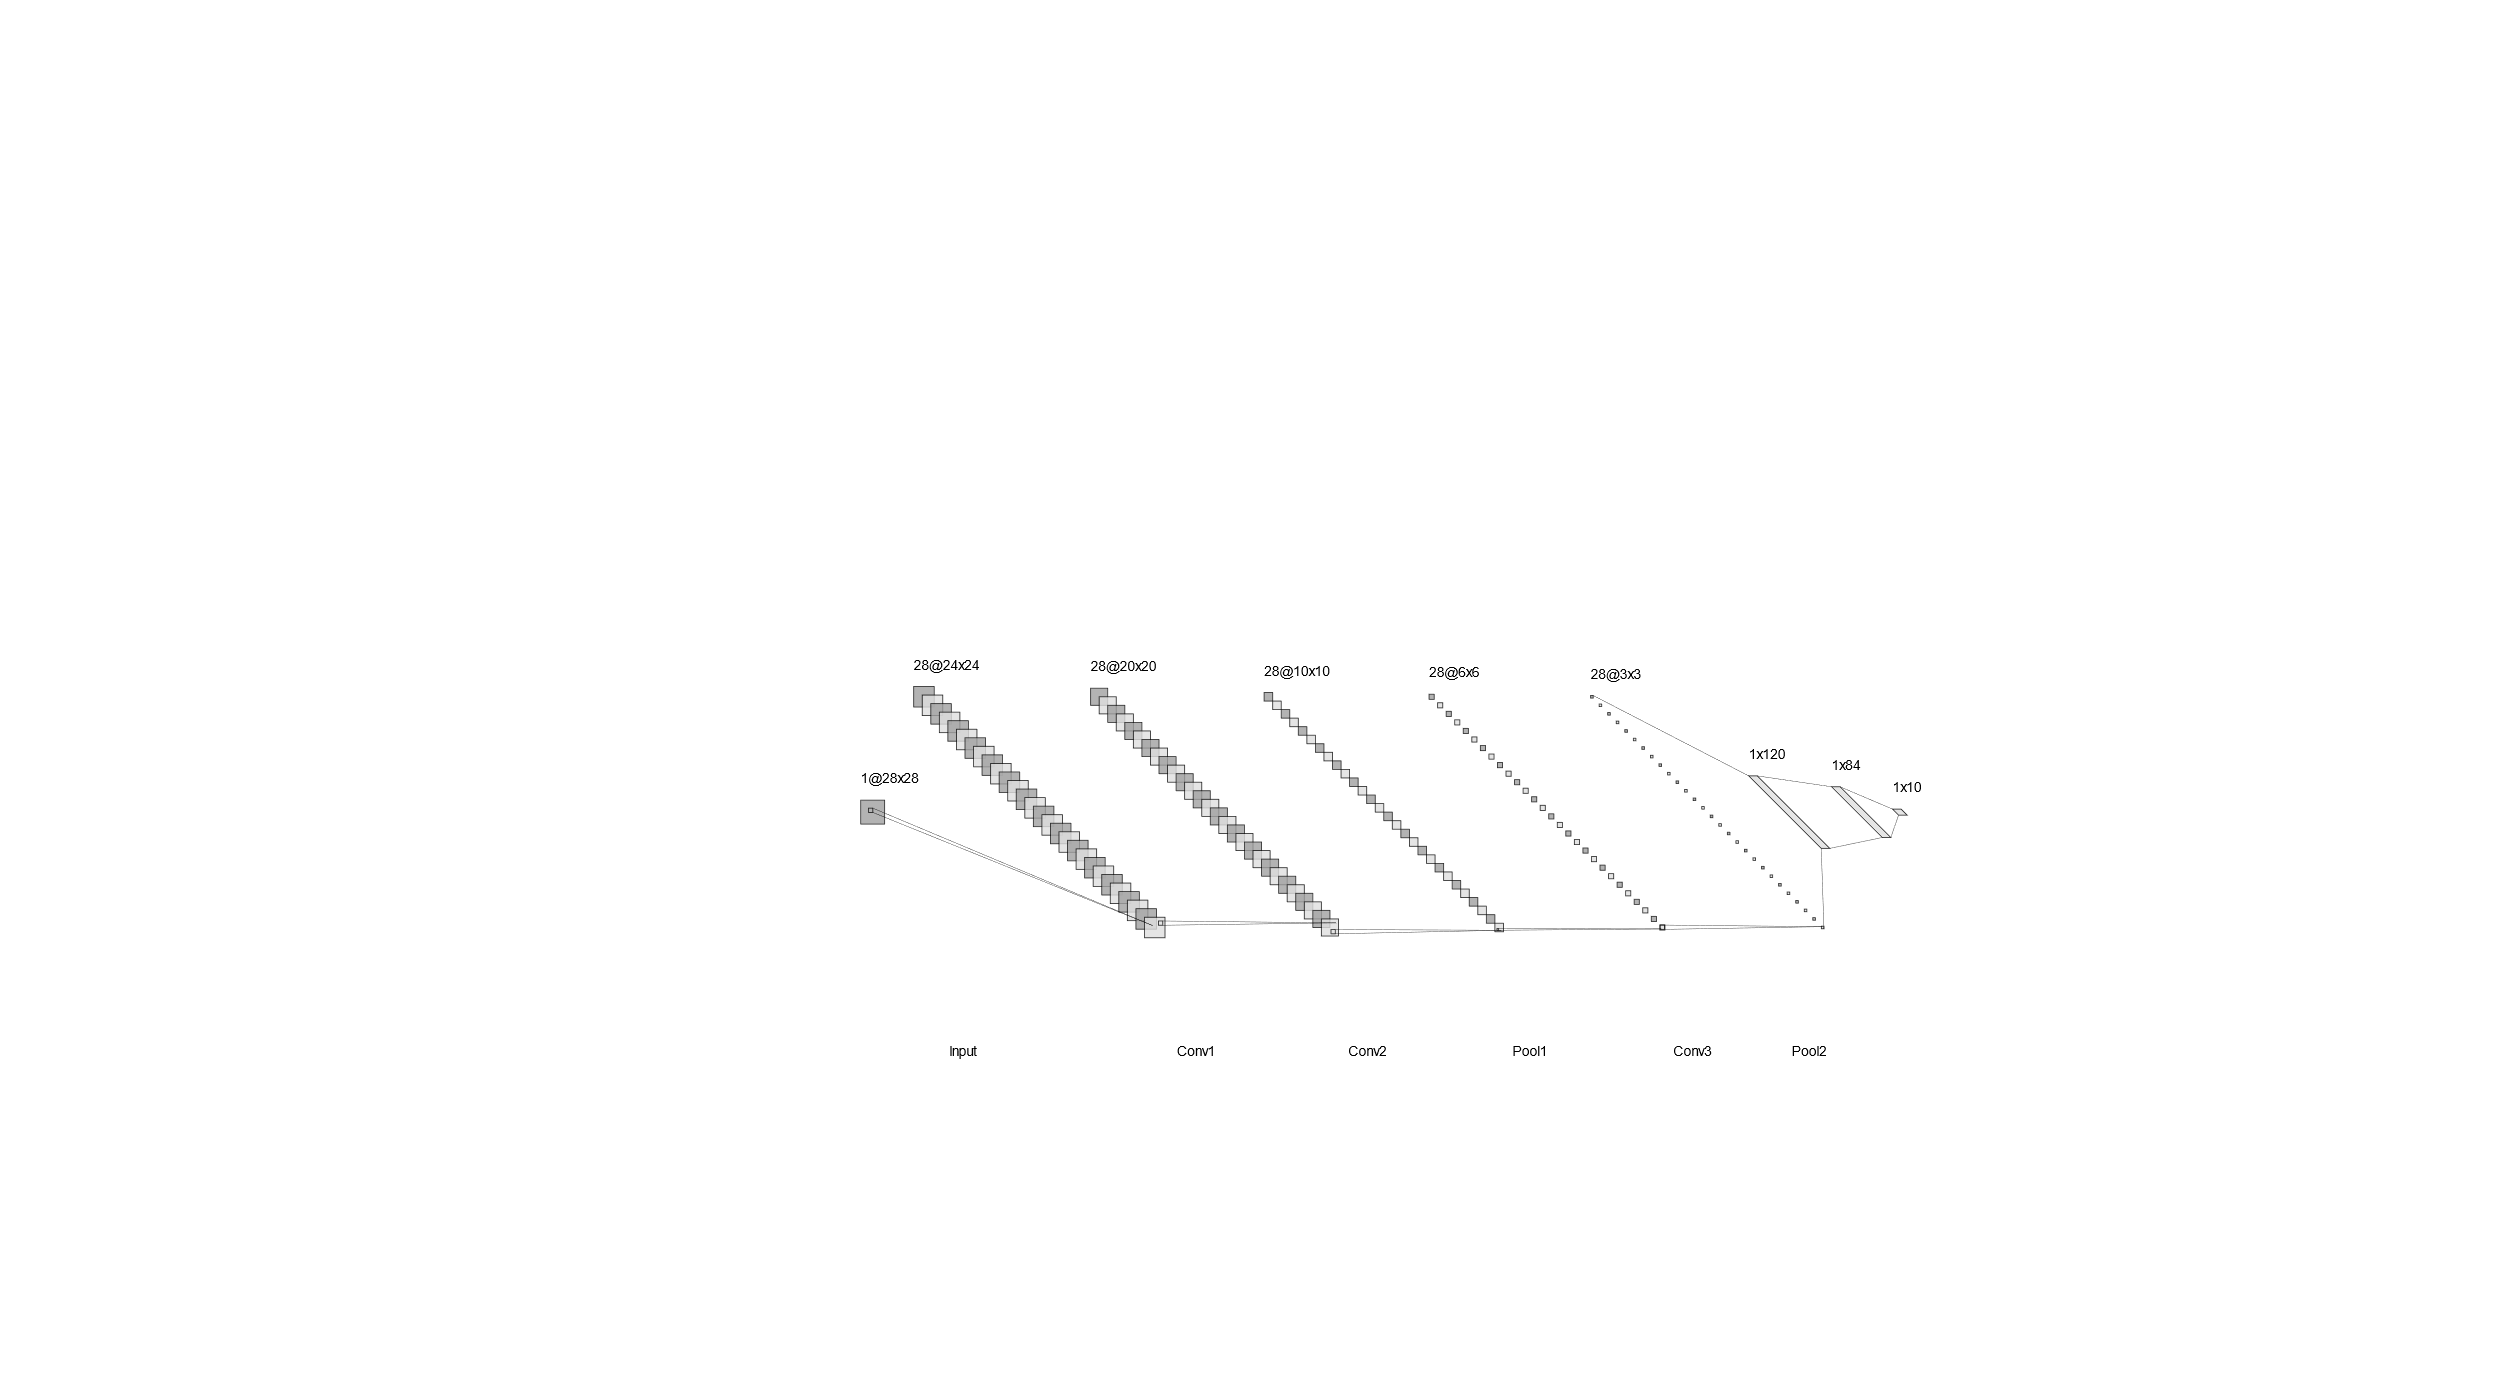 28@24x24
28@20x20
28@10x10
28@6x6
28@3x3
1x120
1x84
1@28x28
1x10
Input
Conv1
Conv2
Pool1
Conv3
Pool2